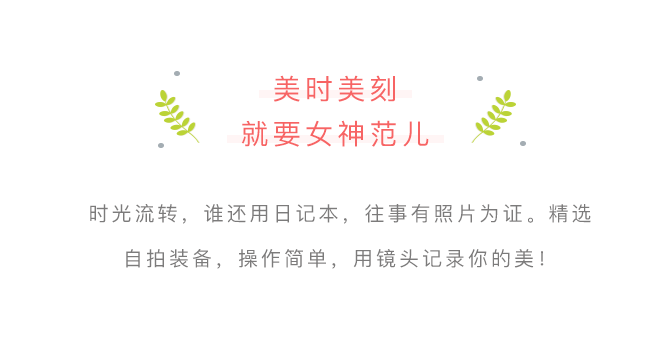 美时美刻
就要女神范儿
时光流转，谁还用日记本，往事有照片为证。精选
自拍装备，操作简单，用镜头记录你的美！